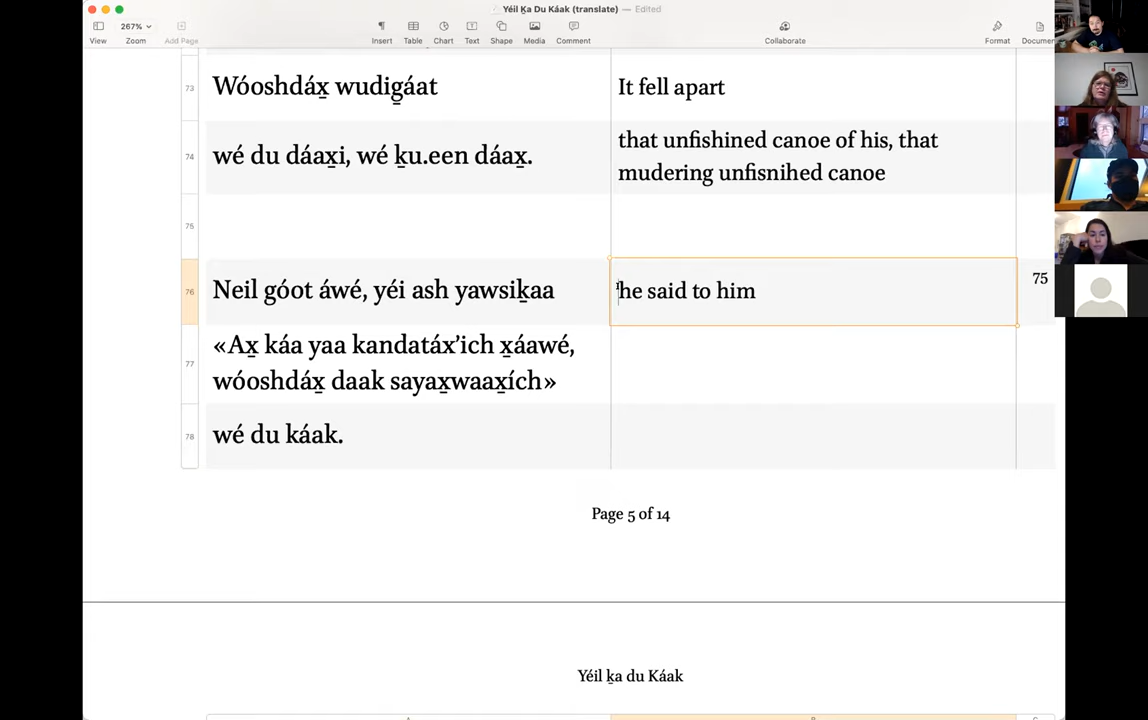 Yéil Ḵa Du Káak (translate) — Edited
267%
View
Zoom
Add Page
Insert
Table
Chart
Text
Shape
Media
Comment
Collaborate
Format
Documen
73
Wóoshdáx̱ wudig̱áat
It fell apart
74
wé du dáax̱i, wé ḵu.een dáax̱.
that unfishined canoe of his, that
mudering unfisnihed canoe
75
76
Neil góot áwé, yéi ash yawsiḵaa
he said to him
75
77
«Ax̱ káa yaa kandatáx’ich x̱áawé,
wóoshdáx̱ daak sayax̱waax̱ích»
78
wé du káak.
Page 5 of 14
Yéil ḵa du Káak